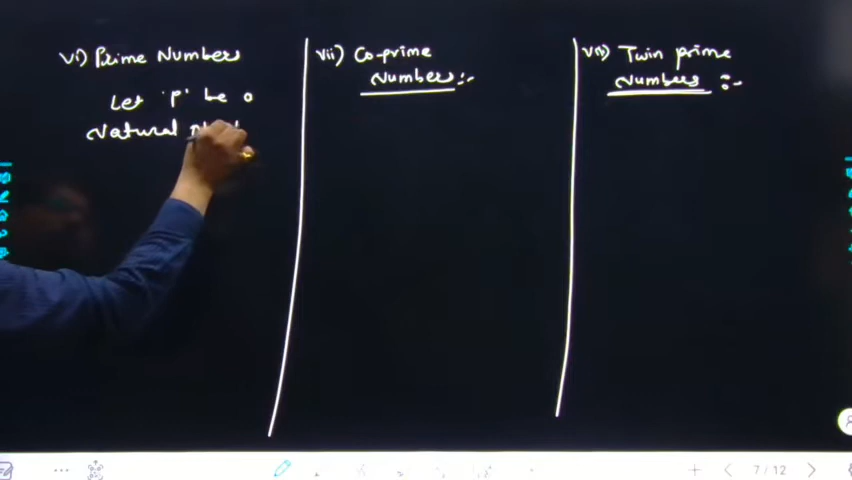 vi) Prime Numbers
Let 'p' be a
Natural
vii) Co-prime
Numbers:-
viii) Twin prime
Numbers :-
7/12